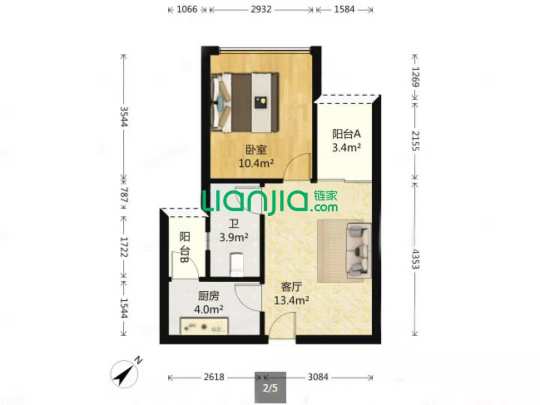 1066 2932 1584
3544
787
1722
1544
1269
2155
4353
卧室
10.4m²
阳台A
3.4m²
Lianjia.com
链家
卫
3.9m²
阳台B
客厅
13.4m²
厨房
4.0m²
N
2618 3084
2/5